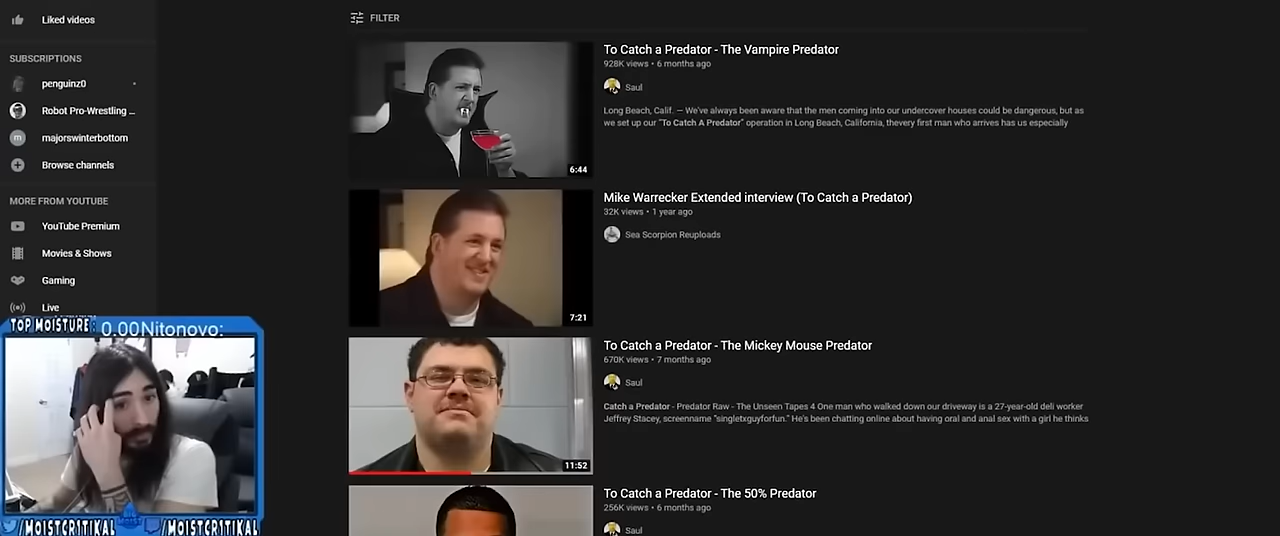 Liked videos
SUBSCRIPTIONS
penguinz0
Robot Pro-Wrestling ...
m majorswinterbottom
Browse channels
MORE FROM YOUTUBE
YouTube Premium
Movies & Shows
Gaming
Live
TOP MOISTURE: 0.00Nitonovo:
/MOISTCR1TIKAL /MOISTCR1TIKAL
FILTER
6:44
To Catch a Predator - The Vampire Predator
928K views • 6 months ago
Saul
Long Beach, Calif. — We've always been aware that the men coming into our undercover houses could be dangerous, but as
we set up our "To Catch A Predator" operation in Long Beach, California, thevery first man who arrives has us especially
7:21
Mike Warrecker Extended interview (To Catch a Predator)
32K views • 1 year ago
Sea Scorpion Reuploads
11:52
To Catch a Predator - The Mickey Mouse Predator
670K views • 7 months ago
Saul
Catch a Predator - Predator Raw - The Unseen Tapes 4 One man who walked down our driveway is a 27-year-old deli worker
Jeffrey Stacey, screenname "singletxguyforfun." He's been chatting online about having oral and anal sex with a girl he thinks
To Catch a Predator - The 50% Predator
256K views • 6 months ago
Saul